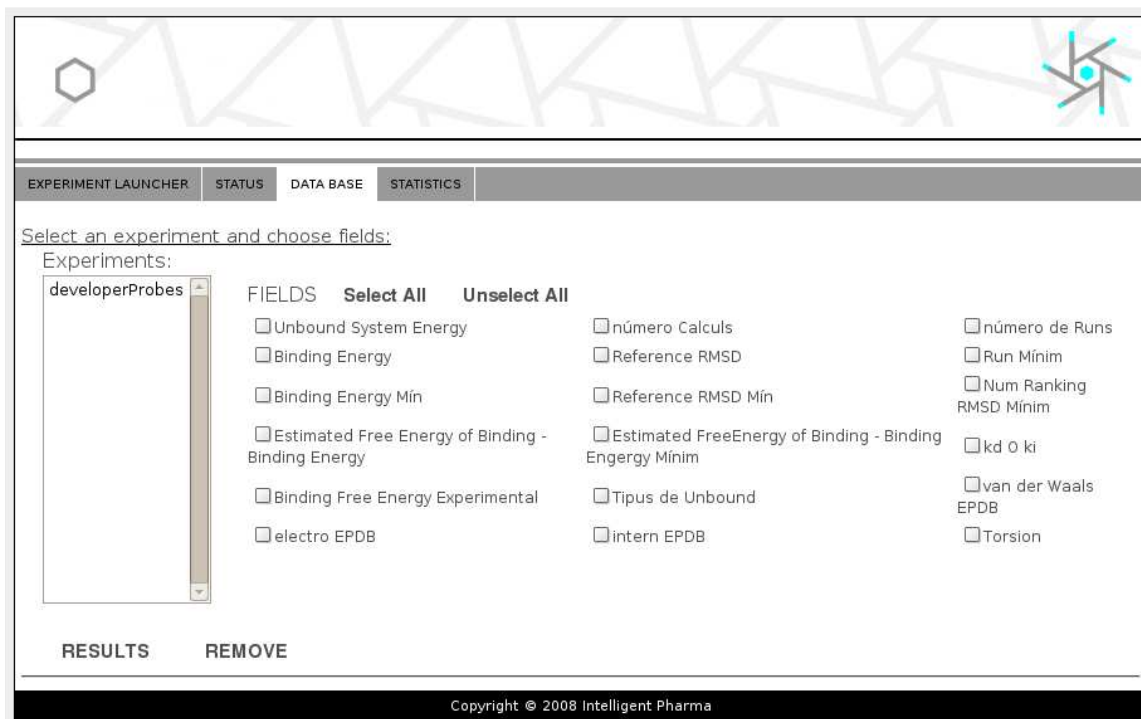 EXPERIMENT LAUNCHER STATUS DATA BASE STATISTICS
Select an experiment and choose fields:
Experiments:
developerProbes
FIELDS Select All Unselect All
Unbound System Energy número Calculs número de Runs
Binding Energy Reference RMSD Run Mínim
Binding Energy Mín Reference RMSD Mín Num Ranking
RMSD Mínim
Estimated Free Energy of Binding -
Binding Energy
Estimated FreeEnergy of Binding - Binding
Engergy Mínim
kd O ki
Binding Free Energy Experimental Tipus de Unbound van der Waals
EPDB
electro EPDB intern EPDB Torsion
RESULTS REMOVE
Copyright © 2008 Intelligent Pharma